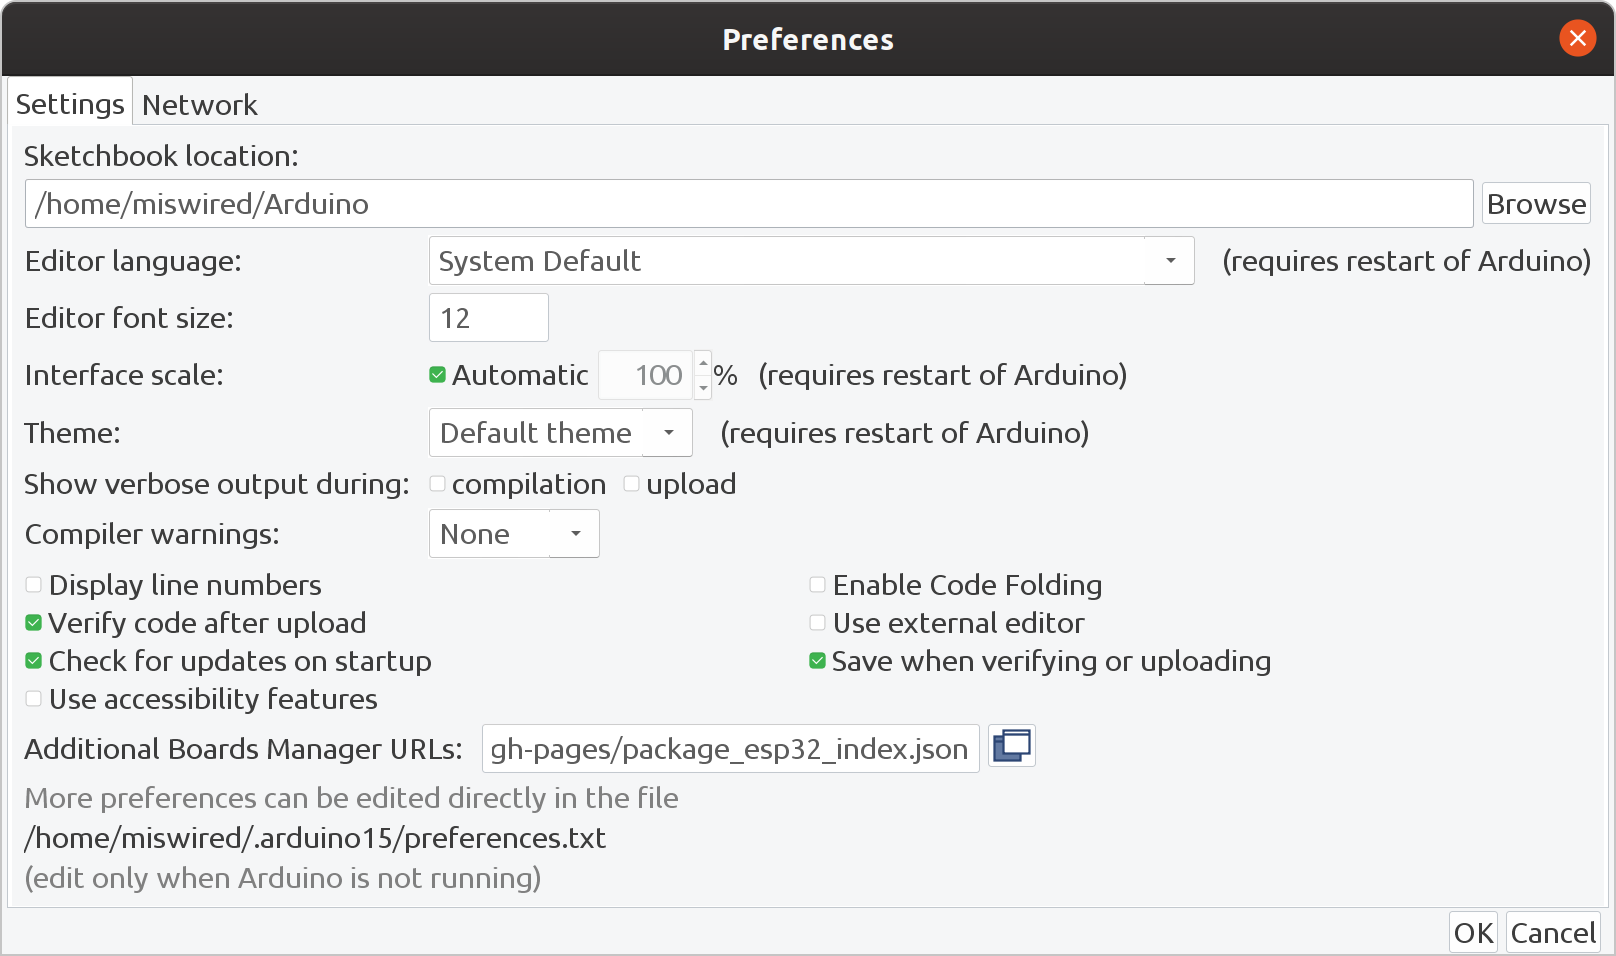 Preferences
Settings Network
Sketchbook location:
/home/miswired/Arduino Browse
Editor language: System Default (requires restart of Arduino)
Editor font size: 12
Interface scale: Automatic 100 % (requires restart of Arduino)
Theme: Default theme (requires restart of Arduino)
Show verbose output during: compilation upload
Compiler warnings: None
Display line numbers Enable Code Folding
Verify code after upload Use external editor
Check for updates on startup Save when verifying or uploading
Use accessibility features
Additional Boards Manager URLs: gh-pages/package_esp32_index.json
More preferences can be edited directly in the file
/home/miswired/.arduino15/preferences.txt
(edit only when Arduino is not running)
OK Cancel